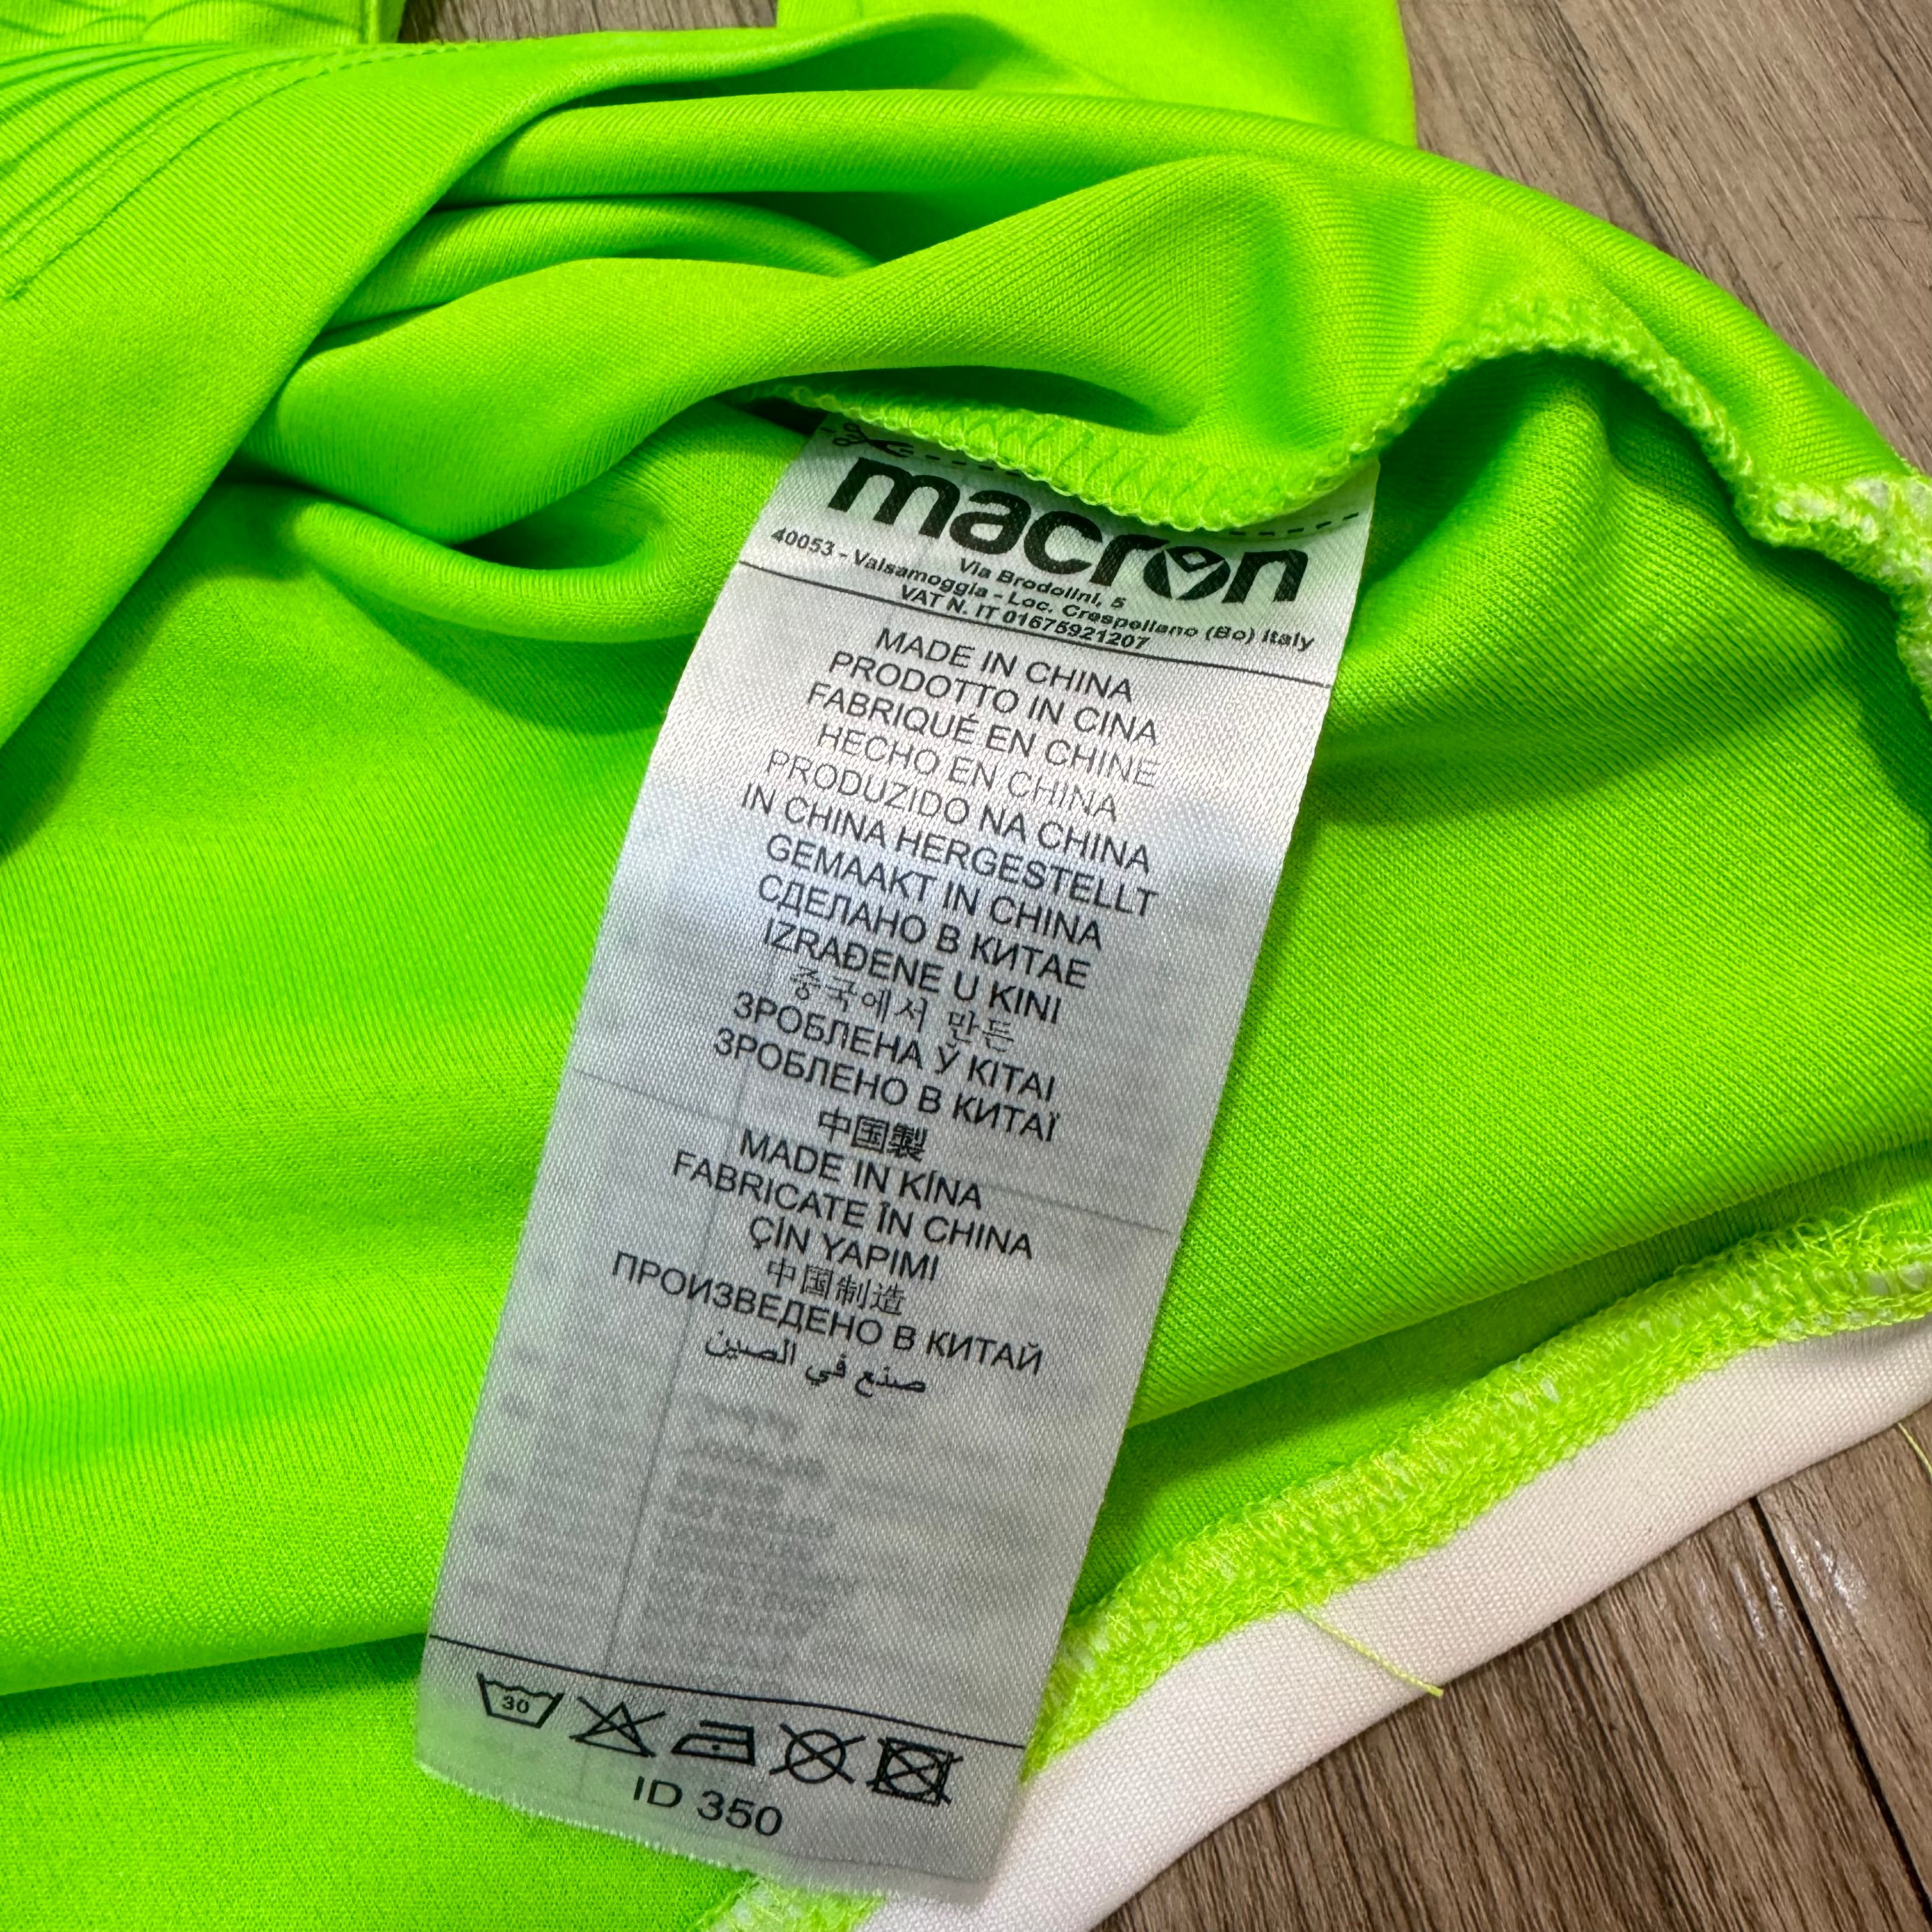 macron
Via Brodolini, 5
40053 - Valsamoggia - Loc. Crespellano (Bo) Italy
VAT N. IT 01675921207
MADE IN CHINA
PRODOTTO IN CINA
FABRIQUÉ EN CHINE
HECHO EN CHINA
PRODUZIDO NA CHINA
IN CHINA HERGESTELLT
GEMAAKT IN CHINA
СДЕЛАНО В КИТАЕ
IZRAĐENE U KINI
중국에서 만든
ЗРОБЛЕНА Ў KITAI
ЗРОБЛЕНО В КИТАЇ
中国製
MADE IN KÍNA
FABRICATE ÎN CHINA
ÇİN YAPIMI
中国制造
ПРОИЗВЕДЕНО В КИТАЙ
صنع في الصين
30
ID 350